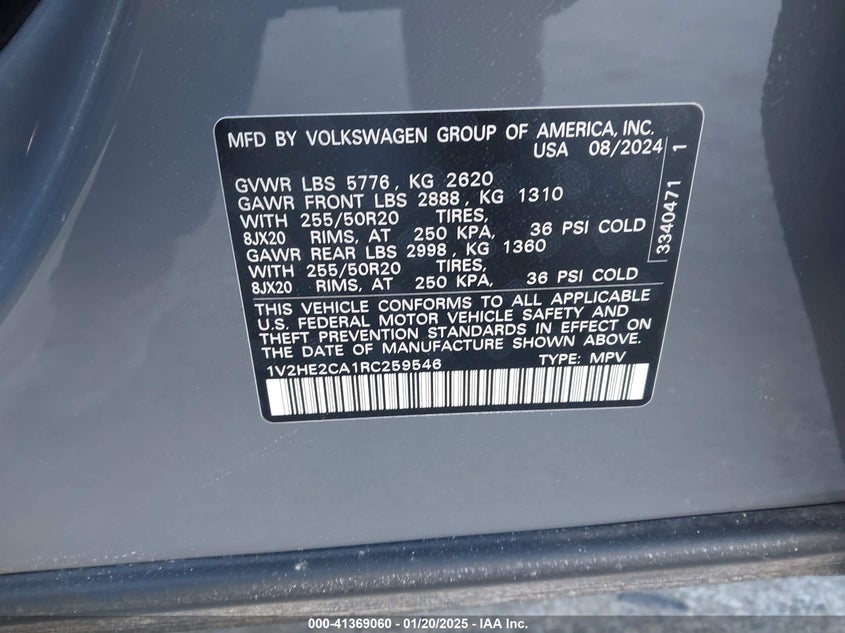 MFD BY VOLKSWAGEN GROUP OF AMERICA, INC.
USA 08/2024
GVWR LBS 5776, KG 2620
GAWR FRONT LBS 2888, KG 1310
WITH 255/50R20 TIRES,
8JX20 RIMS, AT 250 KPA, 36 PSI COLD
GAWR REAR LBS 2998, KG 1360
WITH 255/50R20 TIRES,
8JX20 RIMS, AT 250 KPA, 36 PSI COLD
THIS VEHICLE CONFORMS TO ALL APPLICABLE
U.S. FEDERAL MOTOR VEHICLE SAFETY AND
THEFT PREVENTION STANDARDS IN EFFECT ON
THE DATE OF MANUFACTURE SHOWN ABOVE.
1V2HE2CA1RC259546 TYPE: MPV
3340471 1
000-41369060 - 01/20/2025 - IAA Inc.